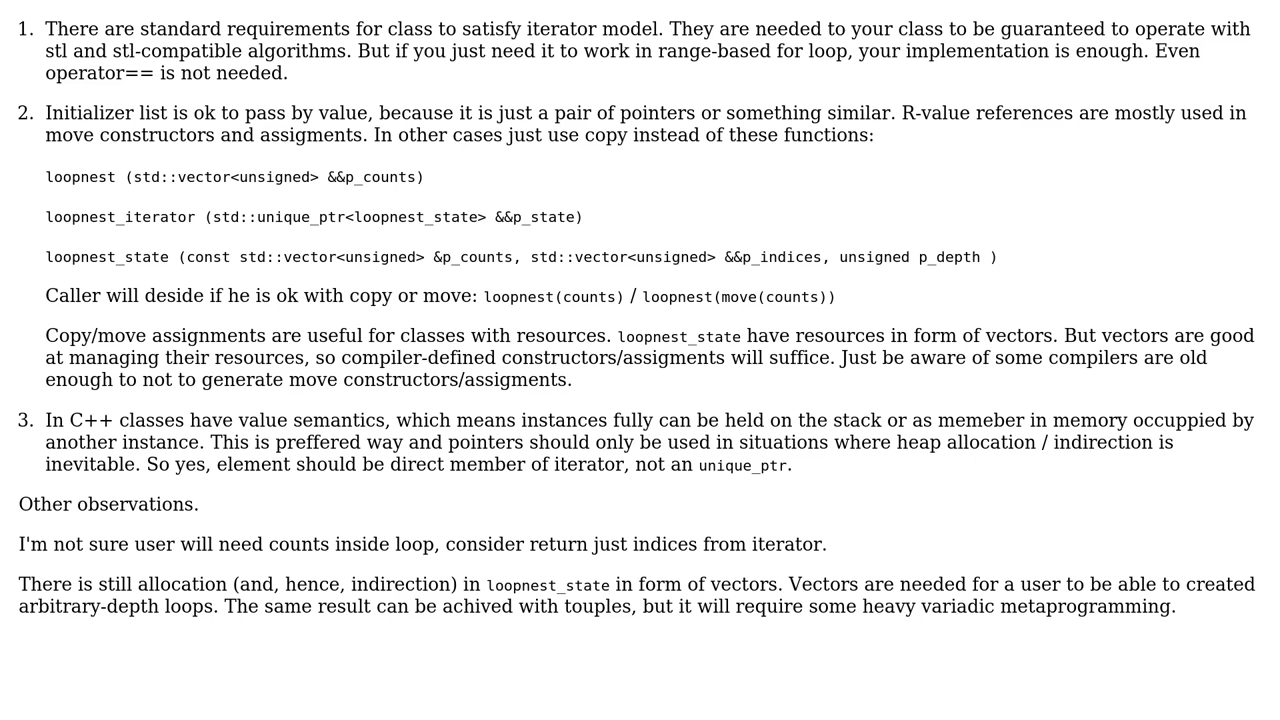 1. There are standard requirements for class to satisfy iterator model. They are needed to your class to be guaranteed to operate with
stl and stl-compatible algorithms. But if you just need it to work in range-based for loop, your implementation is enough. Even
operator== is not needed.
2. Initializer list is ok to pass by value, because it is just a pair of pointers or something similar. R-value references are mostly used in
move constructors and assigments. In other cases just use copy instead of these functions:
loopnest (std::vector<unsigned> &&p_counts)
loopnest_iterator (std::unique_ptr<loopnest_state> &&p_state)
loopnest_state (const std::vector<unsigned> &p_counts, std::vector<unsigned> &&p_indices, unsigned p_depth )
Caller will deside if he is ok with copy or move: loopnest(counts) / loopnest(move(counts))
Copy/move assignments are useful for classes with resources. loopnest_state have resources in form of vectors. But vectors are good
at managing their resources, so compiler-defined constructors/assigments will suffice. Just be aware of some compilers are old
enough to not to generate move constructors/assigments.
3. In C++ classes have value semantics, which means instances fully can be held on the stack or as memeber in memory occuppied by
another instance. This is preffered way and pointers should only be used in situations where heap allocation / indirection is
inevitable. So yes, element should be direct member of iterator, not an unique_ptr.
Other observations.
I'm not sure user will need counts inside loop, consider return just indices from iterator.
There is still allocation (and, hence, indirection) in loopnest_state in form of vectors. Vectors are needed for a user to be able to created
arbitrary-depth loops. The same result can be achived with touples, but it will require some heavy variadic metaprogramming.